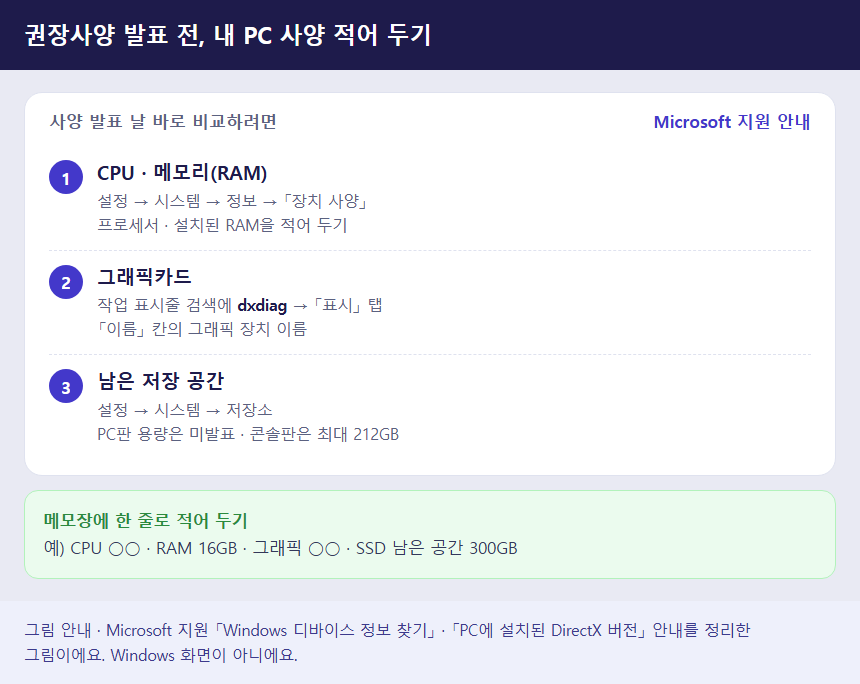 권장사양 발표 전, 내 PC 사양 적어 두기
사양 발표 날 바로 비교하려면
Microsoft 지원 안내
1
CPU · 메모리(RAM)
설정 → 시스템 → 정보 → 「장치 사양」
프로세서 · 설치된 RAM을 적어 두기
2
그래픽카드
작업 표시줄 검색에 dxdiag → 「표시」 탭
「이름」 칸의 그래픽 장치 이름
3
남은 저장 공간
설정 → 시스템 → 저장소
PC판 용량은 미발표 · 콘솔판은 최대 212GB
메모장에 한 줄로 적어 두기
예) CPU ○○ · RAM 16GB · 그래픽 ○○ · SSD 남은 공간 300GB
그림 안내 · Microsoft 지원 「Windows 디바이스 정보 찾기」 · 「PC에 설치된 DirectX 버전」 안내를 정리한
그림이에요. Windows 화면이 아니에요.